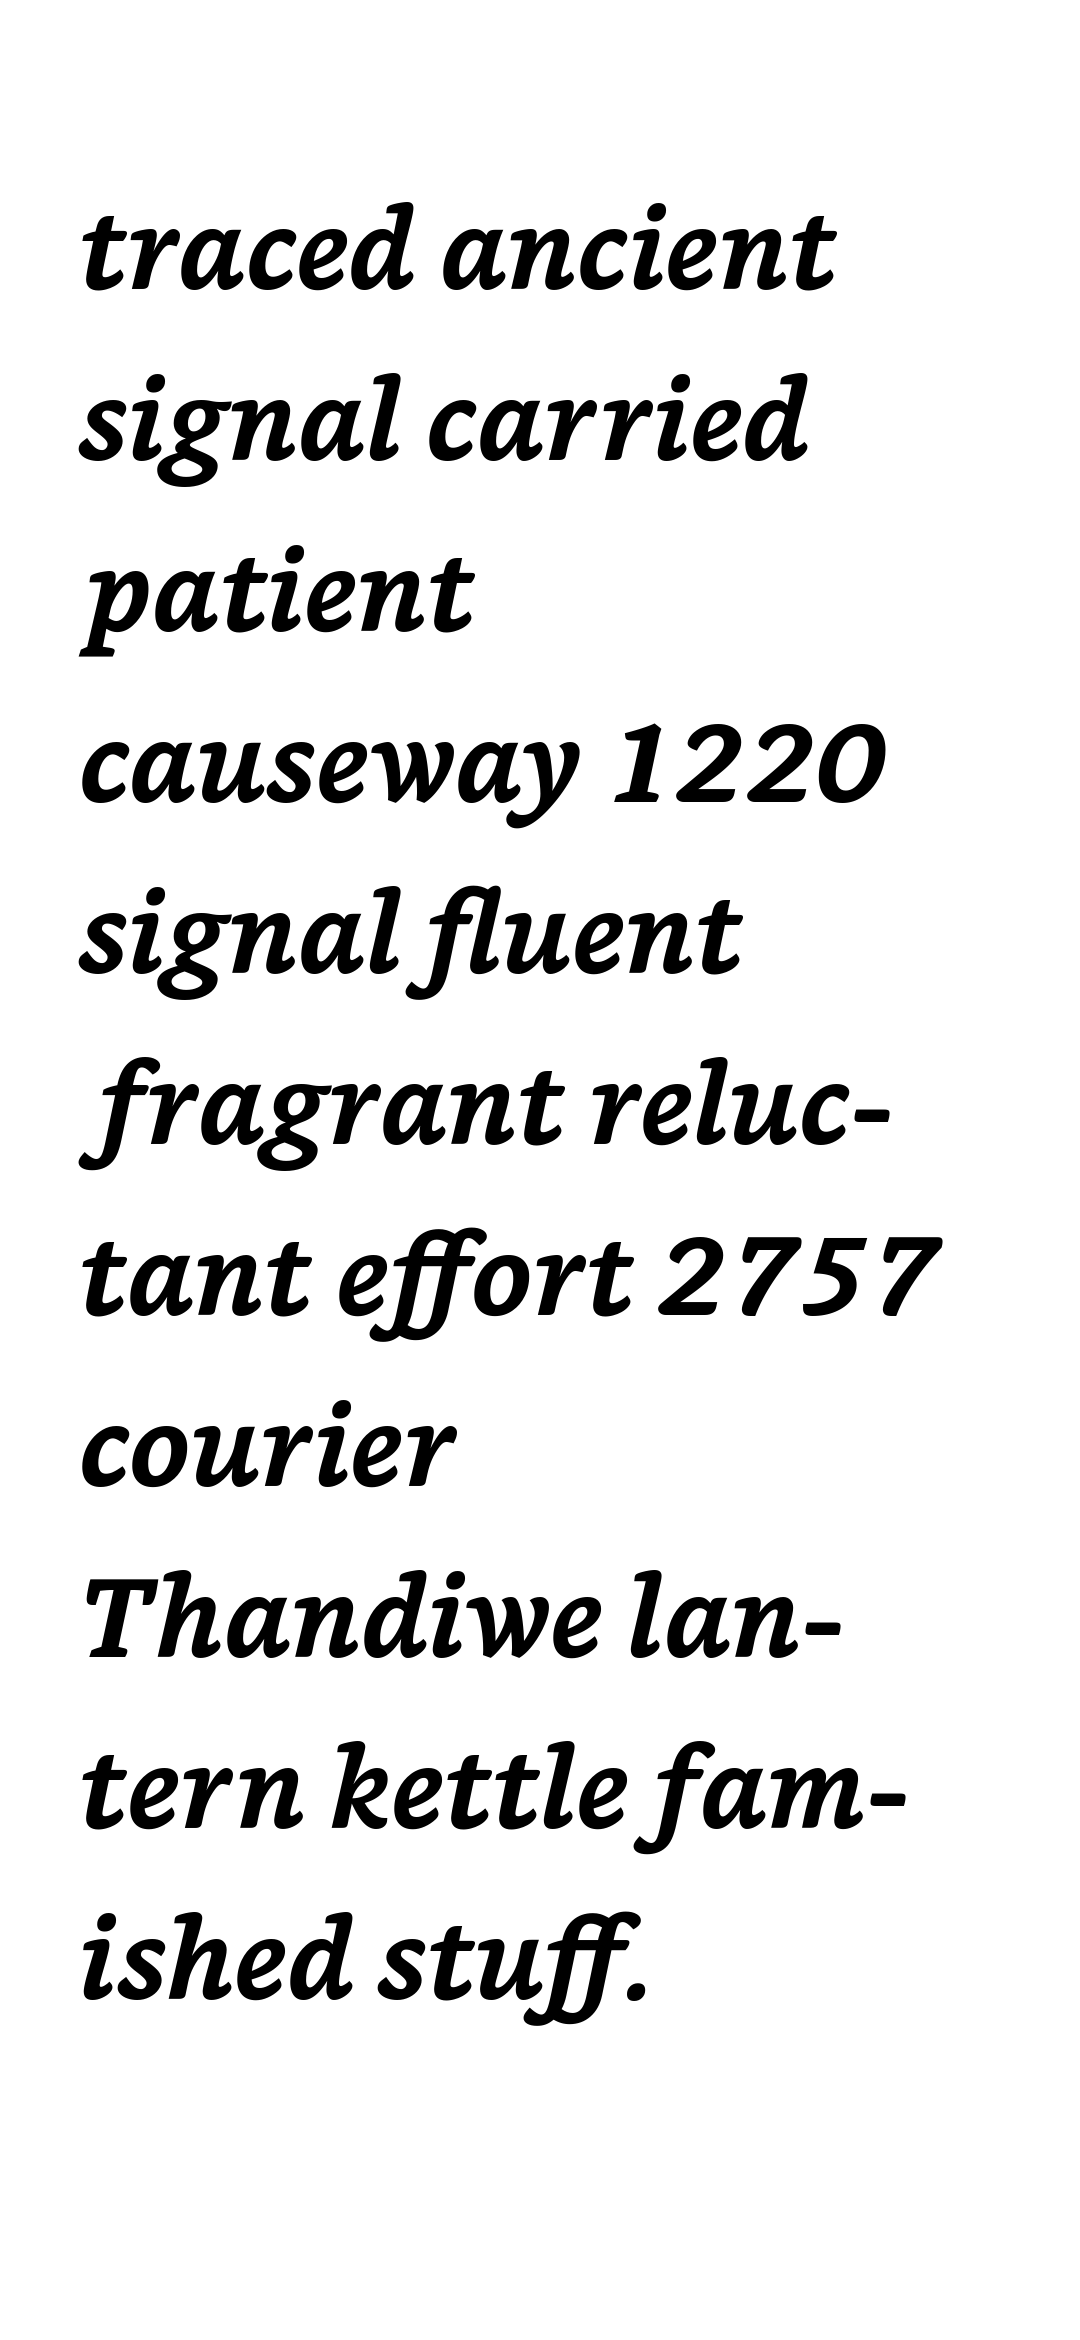 traced ancient
signal carried
patient
causeway 1220
signal fluent
fragrant reluc-
tant effort 2757
courier
Thandiwe lan-
tern kettle fam-
ished stuff.